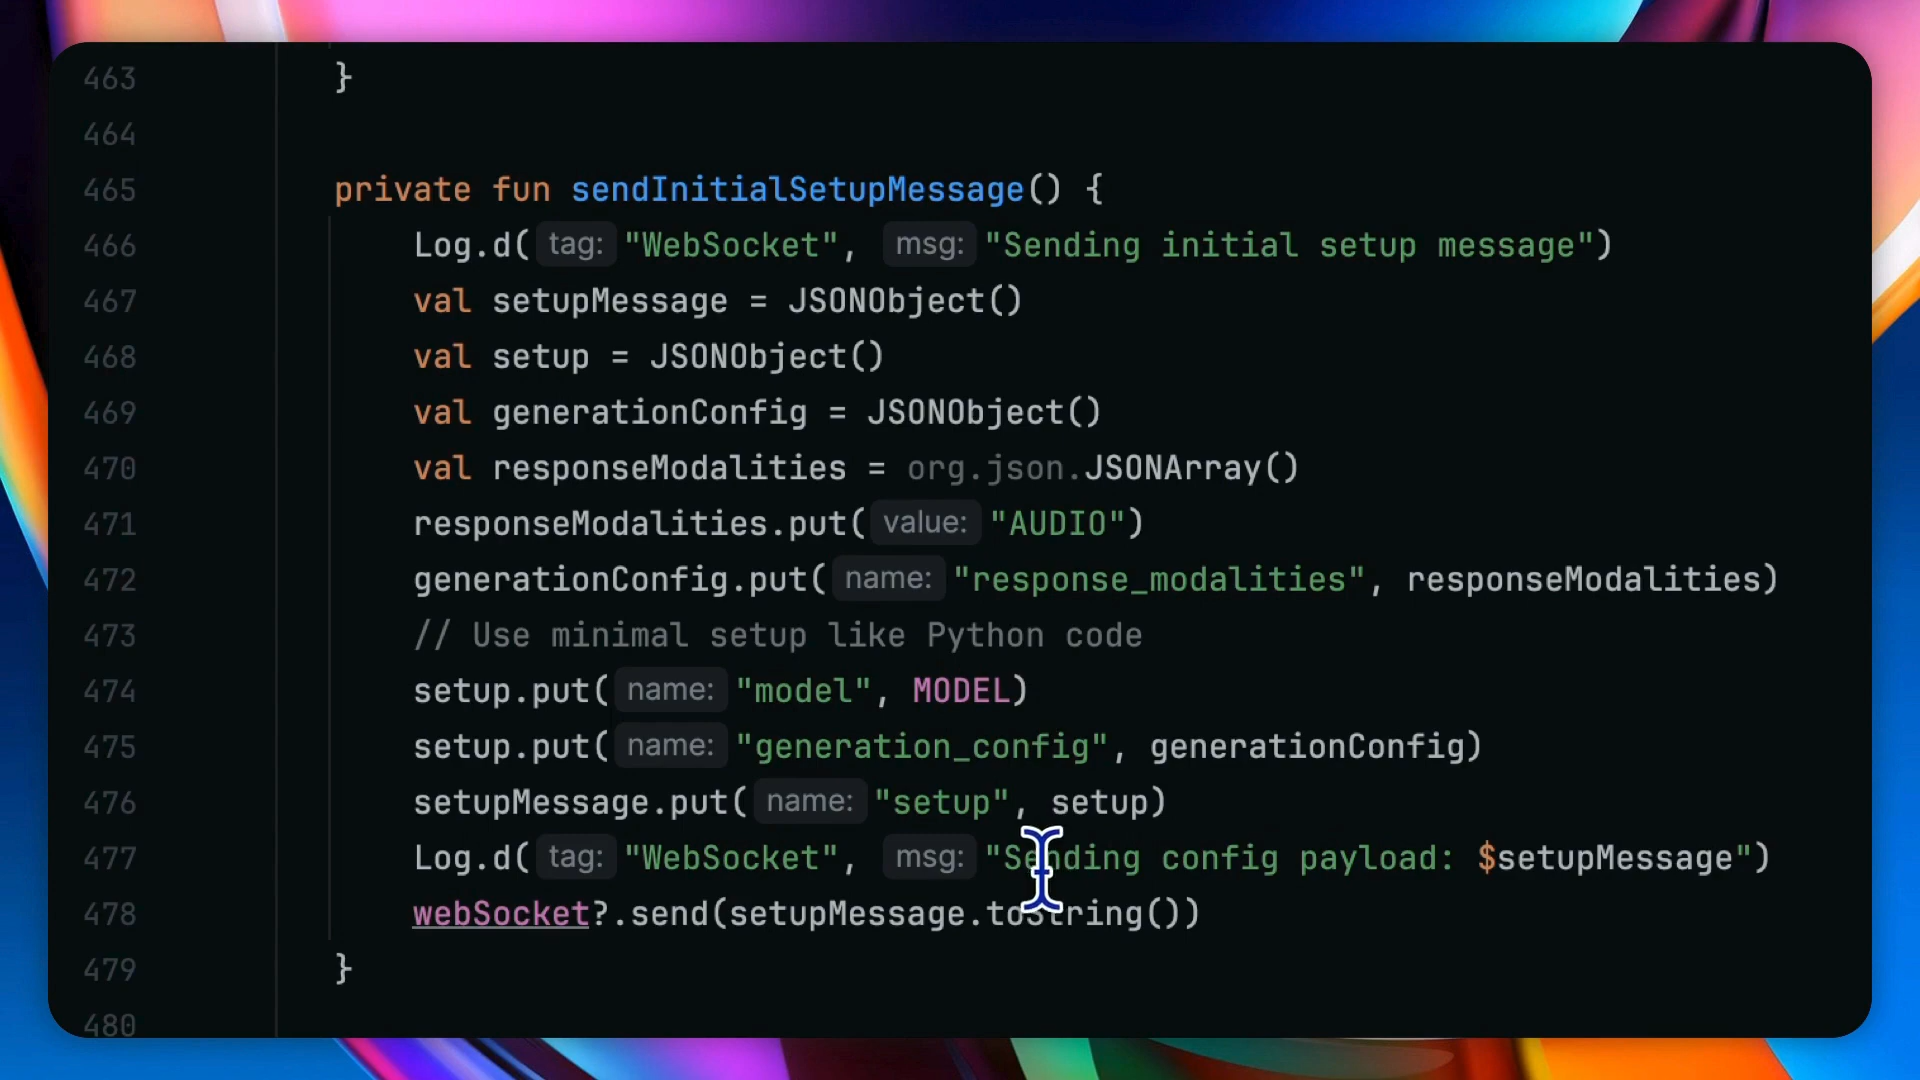 463 }
464
465 private fun sendInitialSetupMessage() {
466 Log.d( tag: "WebSocket", msg: "Sending initial setup message")
467 val setupMessage = JSONObject()
468 val setup = JSONObject()
469 val generationConfig = JSONObject()
470 val responseModalities = org.json.JSONArray()
471 responseModalities.put( value: "AUDIO")
472 generationConfig.put( name: "response_modalities", responseModalities)
473 // Use minimal setup like Python code
474 setup.put( name: "model", MODEL)
475 setup.put( name: "generation_config", generationConfig)
476 setupMessage.put( name: "setup", setup)
477 Log.d( tag: "WebSocket", msg: "Sending config payload: $setupMessage")
478 webSocket?.send(setupMessage.toString())
479 }
480